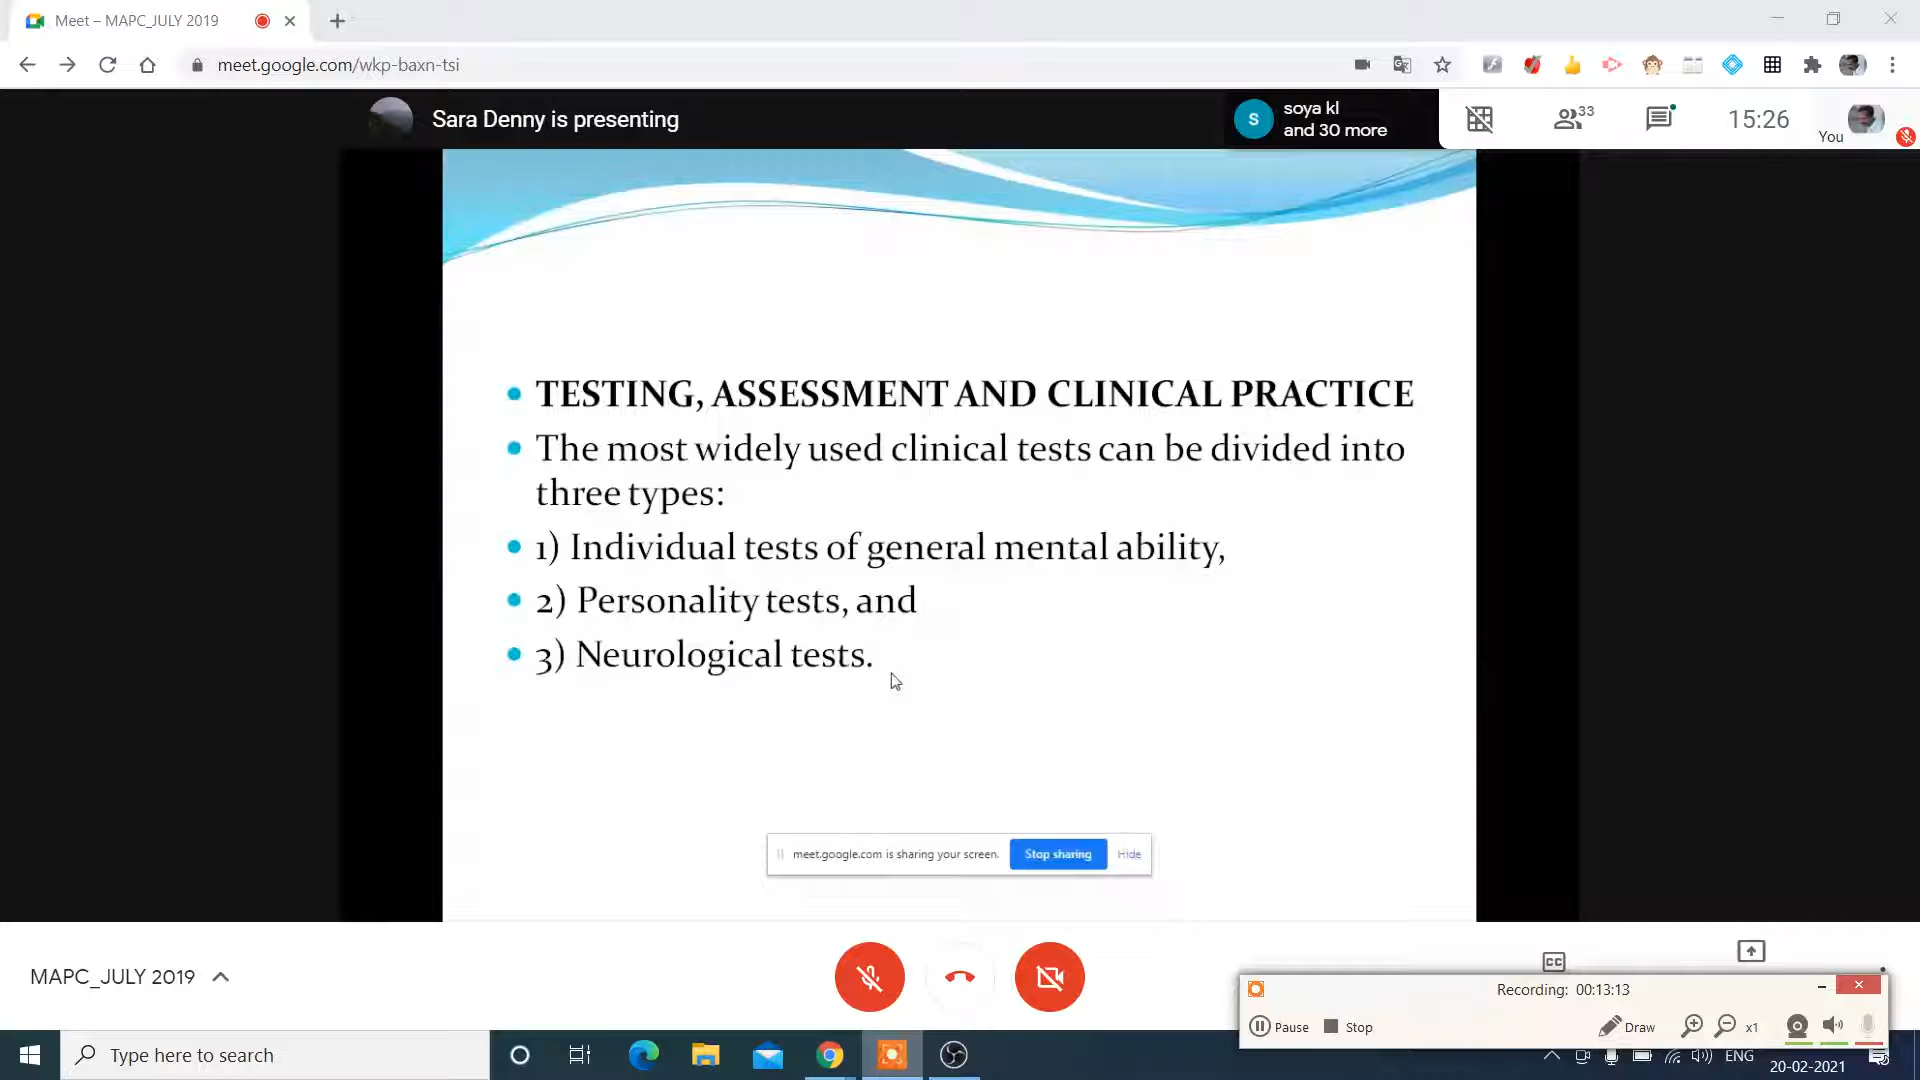 Meet – MAPC_JULY 2019
meet.google.com/wkp-baxn-tsi
Sara Denny is presenting
S
soya kl
and 30 more
33
15:26
You
• TESTING, ASSESSMENT AND CLINICAL PRACTICE
• The most widely used clinical tests can be divided into
three types:
• 1) Individual tests of general mental ability,
• 2) Personality tests, and
• 3) Neurological tests.
meet.google.com is sharing your screen.
Stop sharing
Hide
MAPC_JULY 2019
CC
Recording: 00:13:13
Pause
Stop
Draw
x1
Type here to search
ENG
20-02-2021